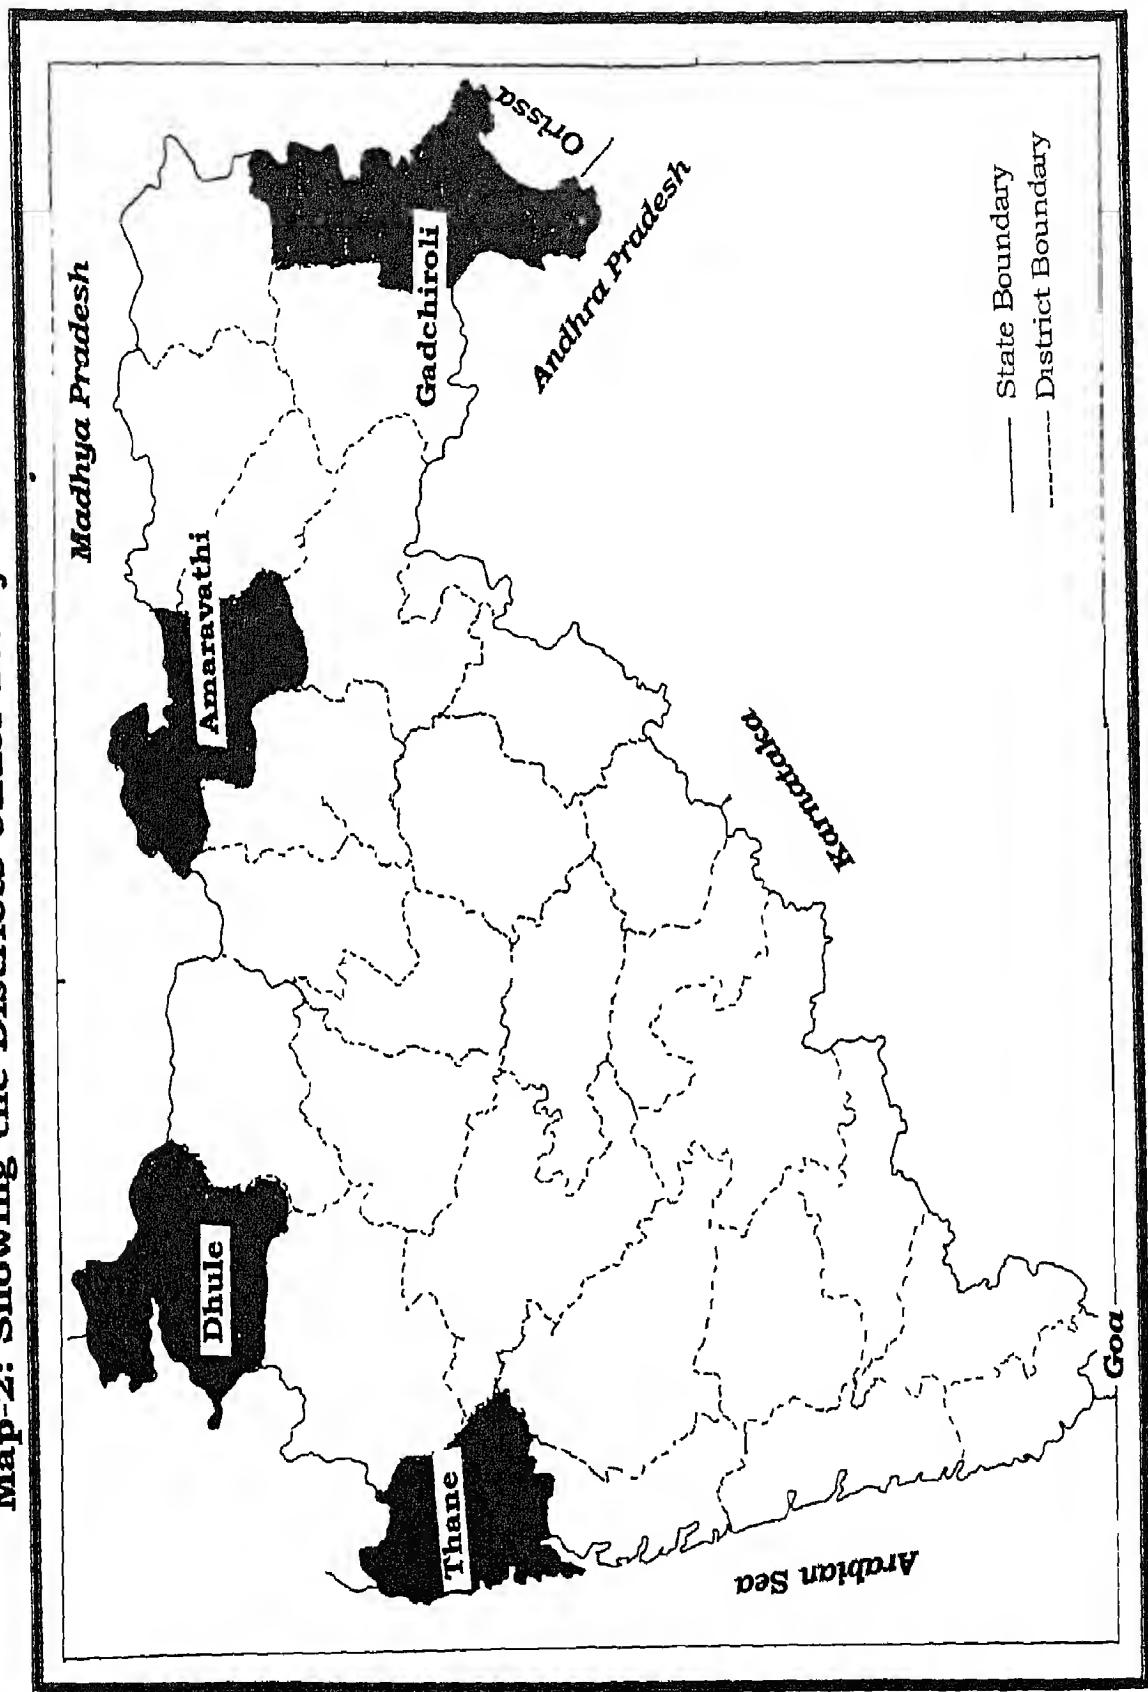 Map-2: Showing the Districts
Madhya Pradesh
Orissa
Gadchiroli
Andhra Pradesh
Amaravathi
Dhule
Thane
Karnataka
Arabian Sea
Goa
State Boundary
District Boundary